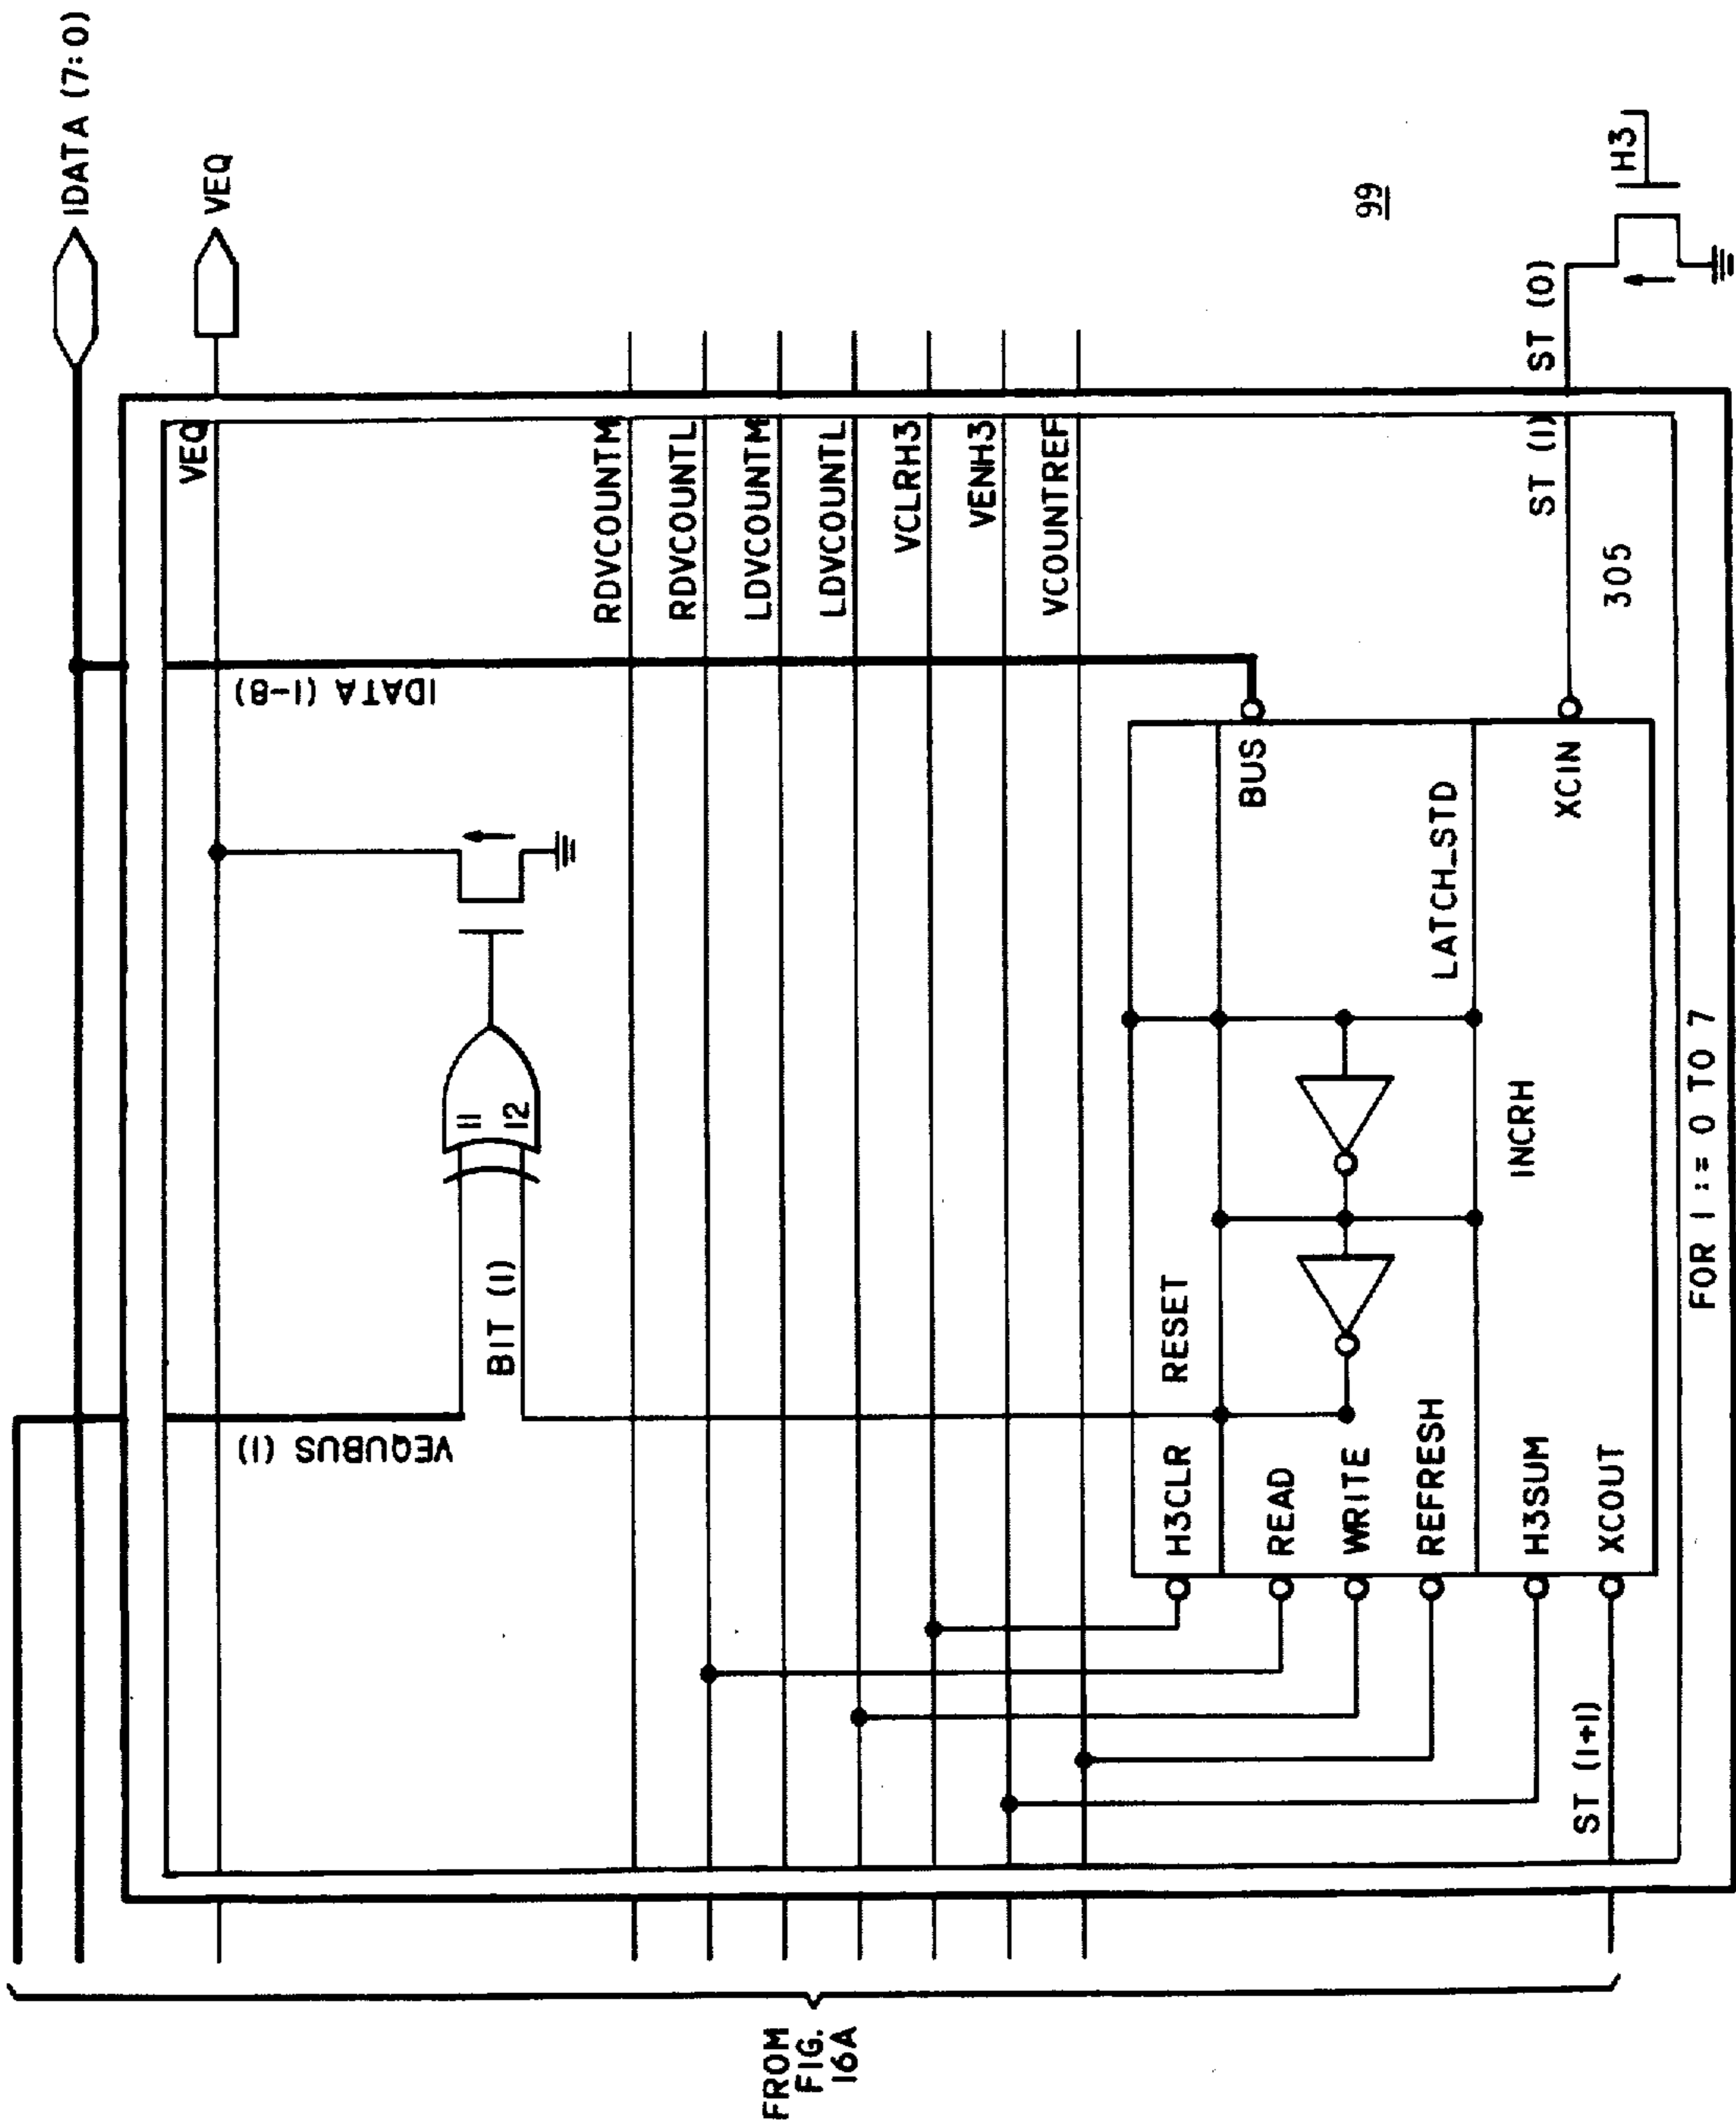 IDATA (7:0)
VEQ
VEQ
IDATA (I-8)
VEQUBUS (I)
BIT (I)
11
12
RDVCOUNTM
RDVCOUNTL
LDVCOUNTM
LDVCOUNTL
VCLRH3
VENH3
VCOUNTREF
H3CLR
RESET
READ
WRITE
REFRESH
BUS
LATCH_STD
H3SUM
XCOUT
INCRH
XCIN
ST (I+1)
ST (I)
ST (0)
H3
305
99
FOR I := 0 TO 7
FROM
FIG.
16A